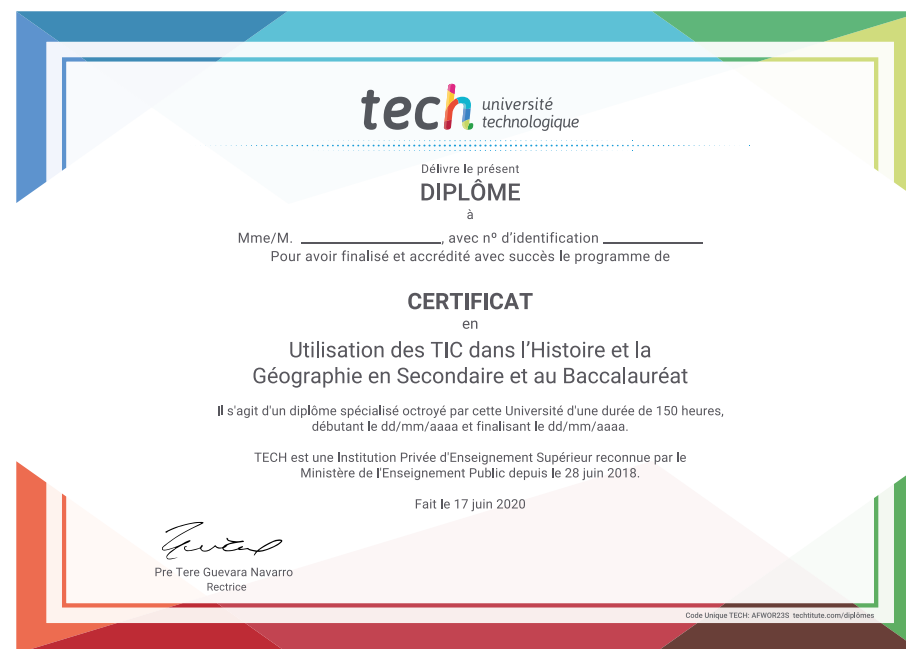 tech université
technologique
Délivre le présent
DIPLÔME
à
Mme/M. ____________________, avec nº d'identification ______________
Pour avoir finalisé et accrédité avec succès le programme de
CERTIFICAT
en
Utilisation des TIC dans l'Histoire et la
Géographie en Secondaire et au Baccalauréat
Il s'agit d'un diplôme spécialisé octroyé par cette Université d'une durée de 150 heures,
débutant le dd/mm/aaaa et finalisant le dd/mm/aaaa.
TECH est une Institution Privée d'Enseignement Supérieur reconnue par le
Ministère de l'Enseignement Public depuis le 28 juin 2018.
Fait le 17 juin 2020
Pre Tere Guevara Navarro
Rectrice
Code Unique TECH: AFWOR23S techtitute.com/diplômes